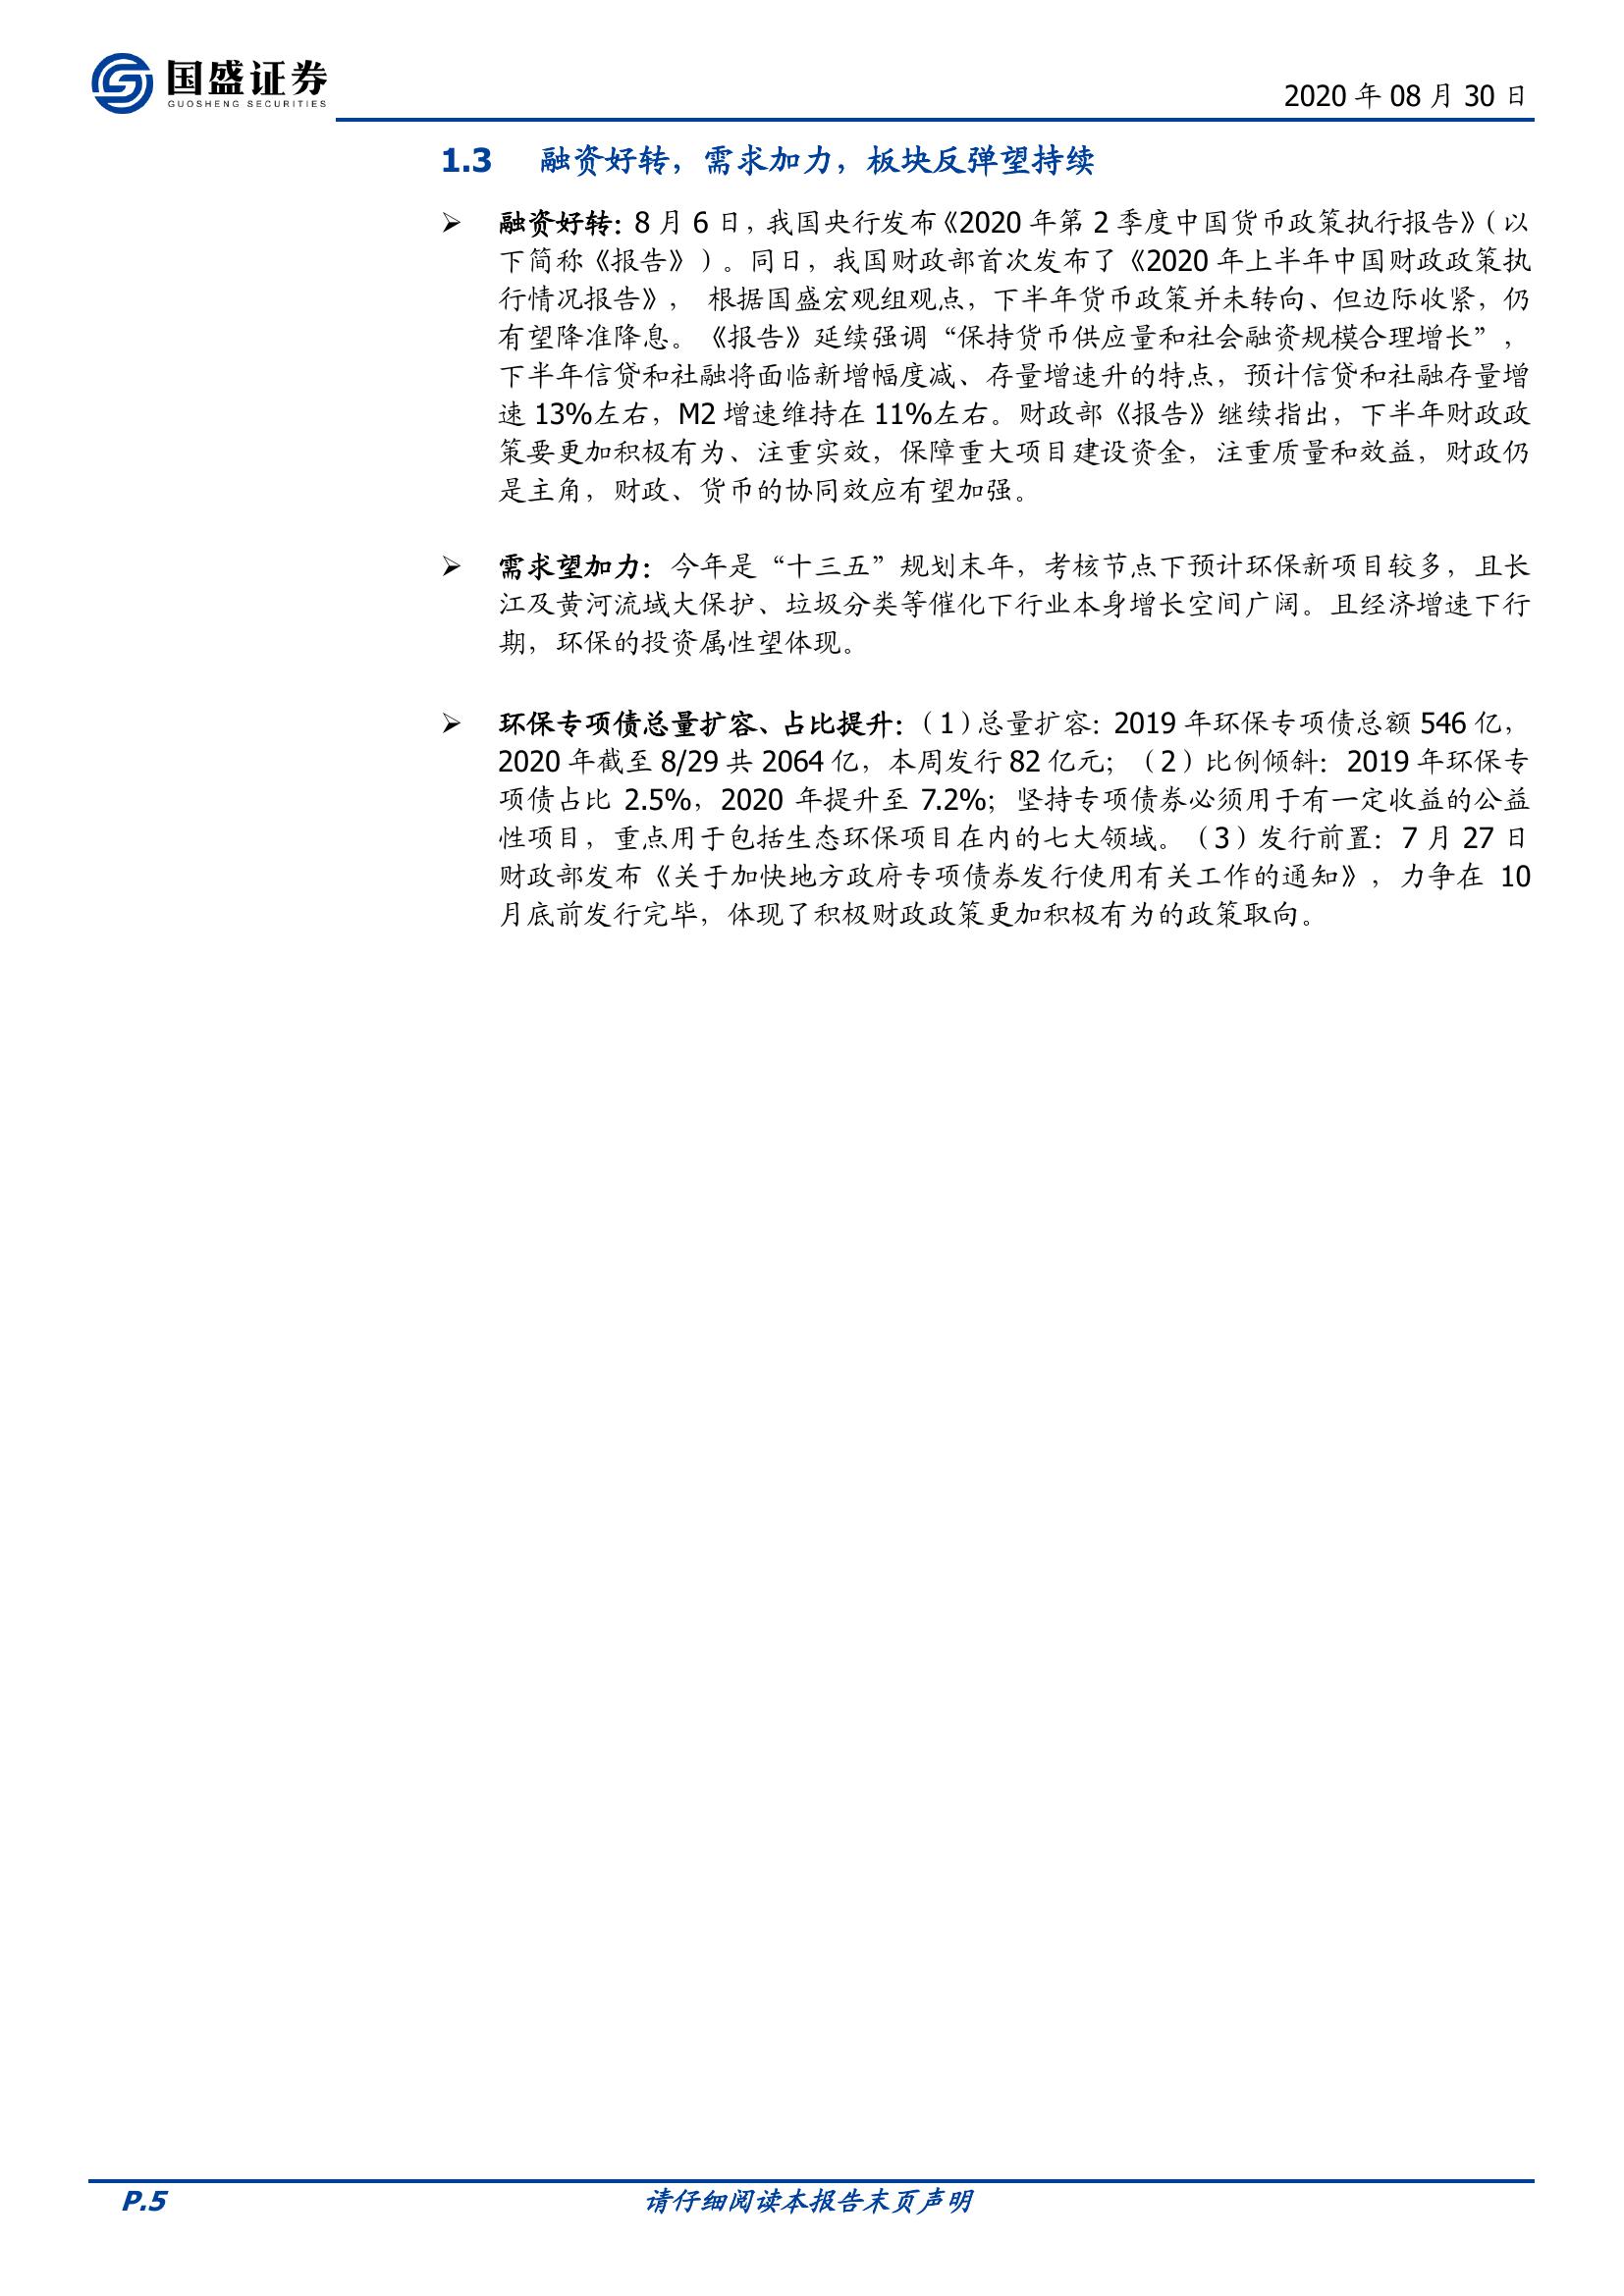 国盛证券
GUOSHENG SECURITIES
2020 年 08 月 30 日
1.3 融资好转，需求加力，板块反弹望持续
➢ 融资好转：8 月 6 日，我国央行发布《2020 年第 2 季度中国货币政策执行报告》（以
下简称《报告》）。同日，我国财政部首次发布了《2020 年上半年中国财政政策执
行情况报告》， 根据国盛宏观组观点，下半年货币政策并未转向、但边际收紧，仍
有望降准降息。《报告》延续强调“保持货币供应量和社会融资规模合理增长”，
下半年信贷和社融将面临新增幅度减、存量增速升的特点，预计信贷和社融存量增
速 13%左右，M2 增速维持在 11%左右。财政部《报告》继续指出，下半年财政政
策要更加积极有为、注重实效，保障重大项目建设资金，注重质量和效益，财政仍
是主角，财政、货币的协同效应有望加强。
➢ 需求望加力：今年是“十三五”规划末年，考核节点下预计环保新项目较多，且长
江及黄河流域大保护、垃圾分类等催化下行业本身增长空间广阔。且经济增速下行
期，环保的投资属性望体现。
➢ 环保专项债总量扩容、占比提升：（1）总量扩容：2019 年环保专项债总额 546 亿，
2020 年截至 8/29 共 2064 亿，本周发行 82 亿元；（2）比例倾斜：2019 年环保专
项债占比 2.5%，2020 年提升至 7.2%；坚持专项债券必须用于有一定收益的公益
性项目，重点用于包括生态环保项目在内的七大领域。（3）发行前置：7 月 27 日
财政部发布《关于加快地方政府专项债券发行使用有关工作的通知》，力争在 10
月底前发行完毕，体现了积极财政政策更加积极有为的政策取向。
P.5 请仔细阅读本报告末页声明